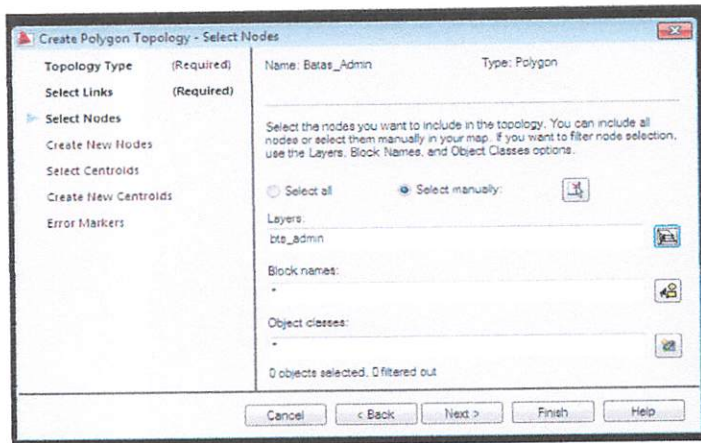 Create Polygon Topology - Select Nodes
Topology Type (Required)
Select Links (Required)
Select Nodes
Create New Nodes
Select Centroids
Create New Centroids
Error Markers
Name: Batas_Admin Type: Polygon
Select the nodes you want to include in the topology. You can include all
nodes or select them manually in your map. If you want to filter node selection,
use the Layers, Block Names, and Object Classes options.
Select all Select manually:
Layers:
bts_admin
Block names:
*
Object classes:
*
0 objects selected, 0 filtered out
Cancel < Back Next > Finish Help